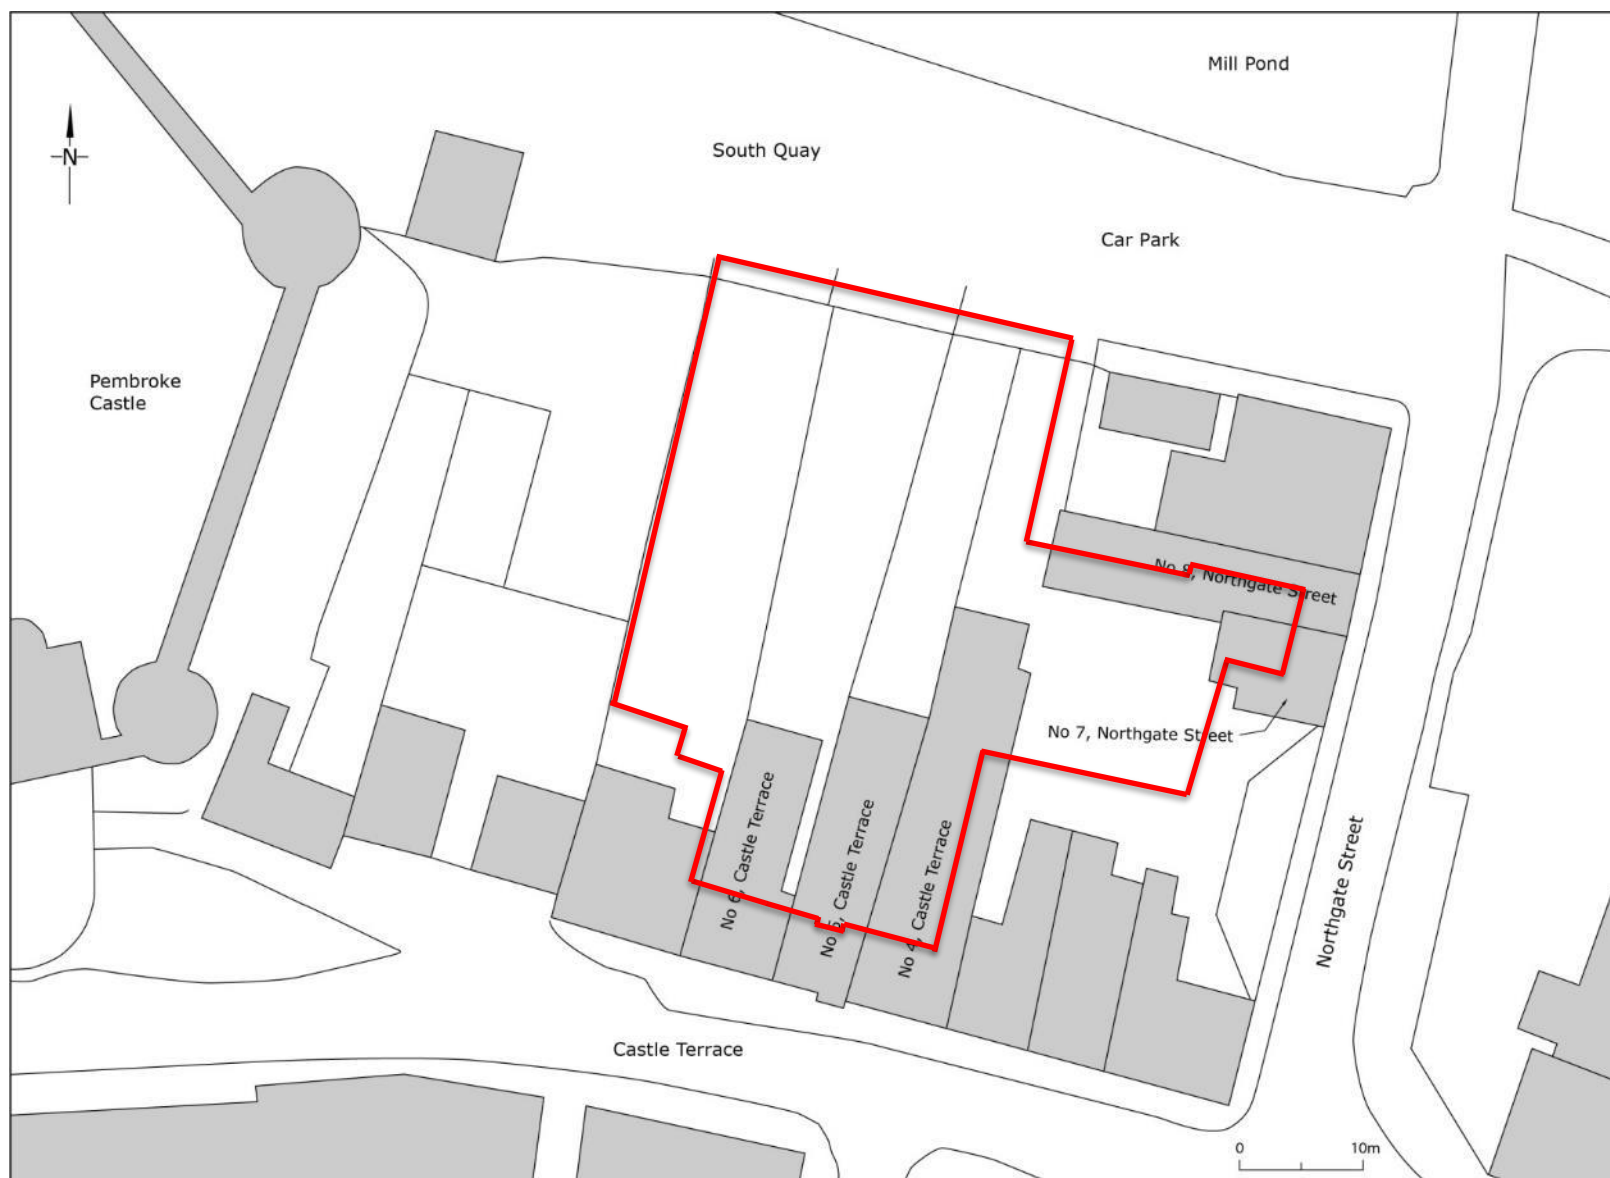 Mill Pond
South Quay
N
Car Park
Pembroke
Castle
No 8, Northgate Street
No 7, Northgate Street
No 6, Castle Terrace
No 5, Castle Terrace
No 4, Castle Terrace
Northgate Street
Castle Terrace
0 10m